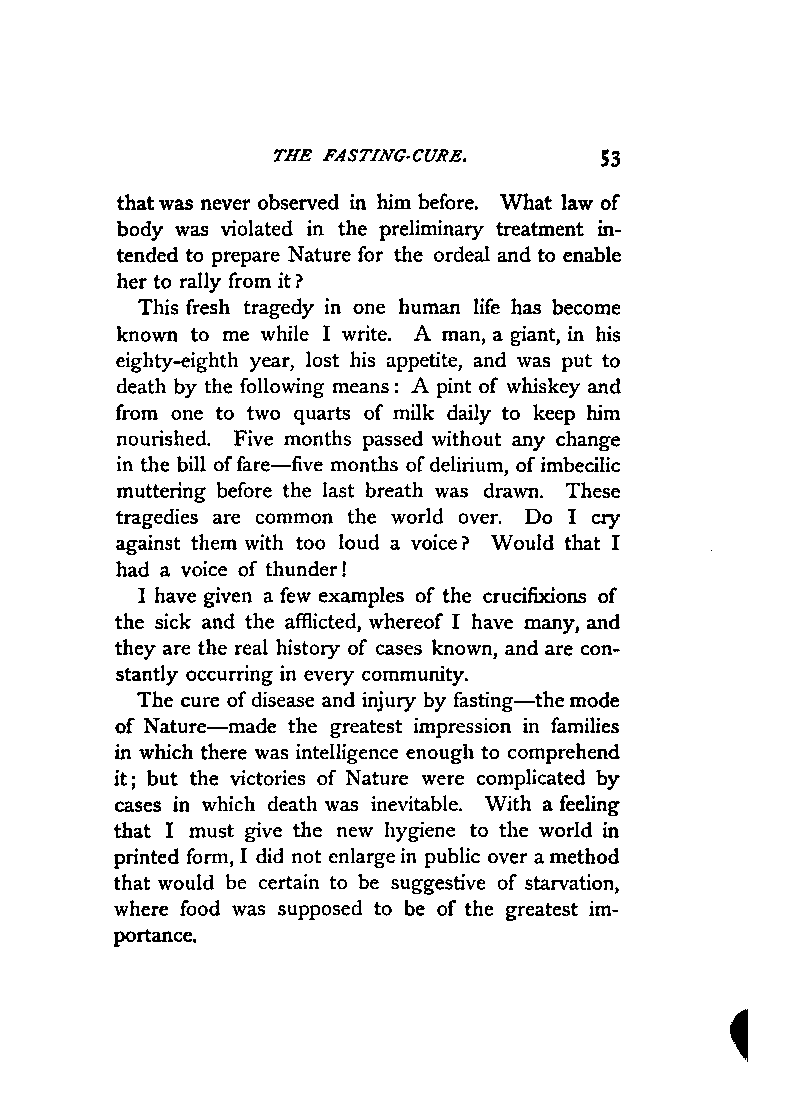 THE FASTING-CURE. 53
that was never observed in him before. What law of
body was violated in the preliminary treatment in-
tended to prepare Nature for the ordeal and to enable
her to rally from it?
This fresh tragedy in one human life has become
known to me while I write. A man, a giant, in his
eighty-eighth year, lost his appetite, and was put to
death by the following means: A pint of whiskey and
from one to two quarts of milk daily to keep him
nourished. Five months passed without any change
in the bill of fare—five months of delirium, of imbecilic
muttering before the last breath was drawn. These
tragedies are common the world over. Do I cry
against them with too loud a voice? Would that I
had a voice of thunder!
I have given a few examples of the crucifixions of
the sick and the afflicted, whereof I have many, and
they are the real history of cases known, and are con-
stantly occurring in every community.
The cure of disease and injury by fasting—the mode
of Nature—made the greatest impression in families
in which there was intelligence enough to comprehend
it; but the victories of Nature were complicated by
cases in which death was inevitable. With a feeling
that I must give the new hygiene to the world in
printed form, I did not enlarge in public over a method
that would be certain to be suggestive of starvation,
where food was supposed to be of the greatest im-
portance.